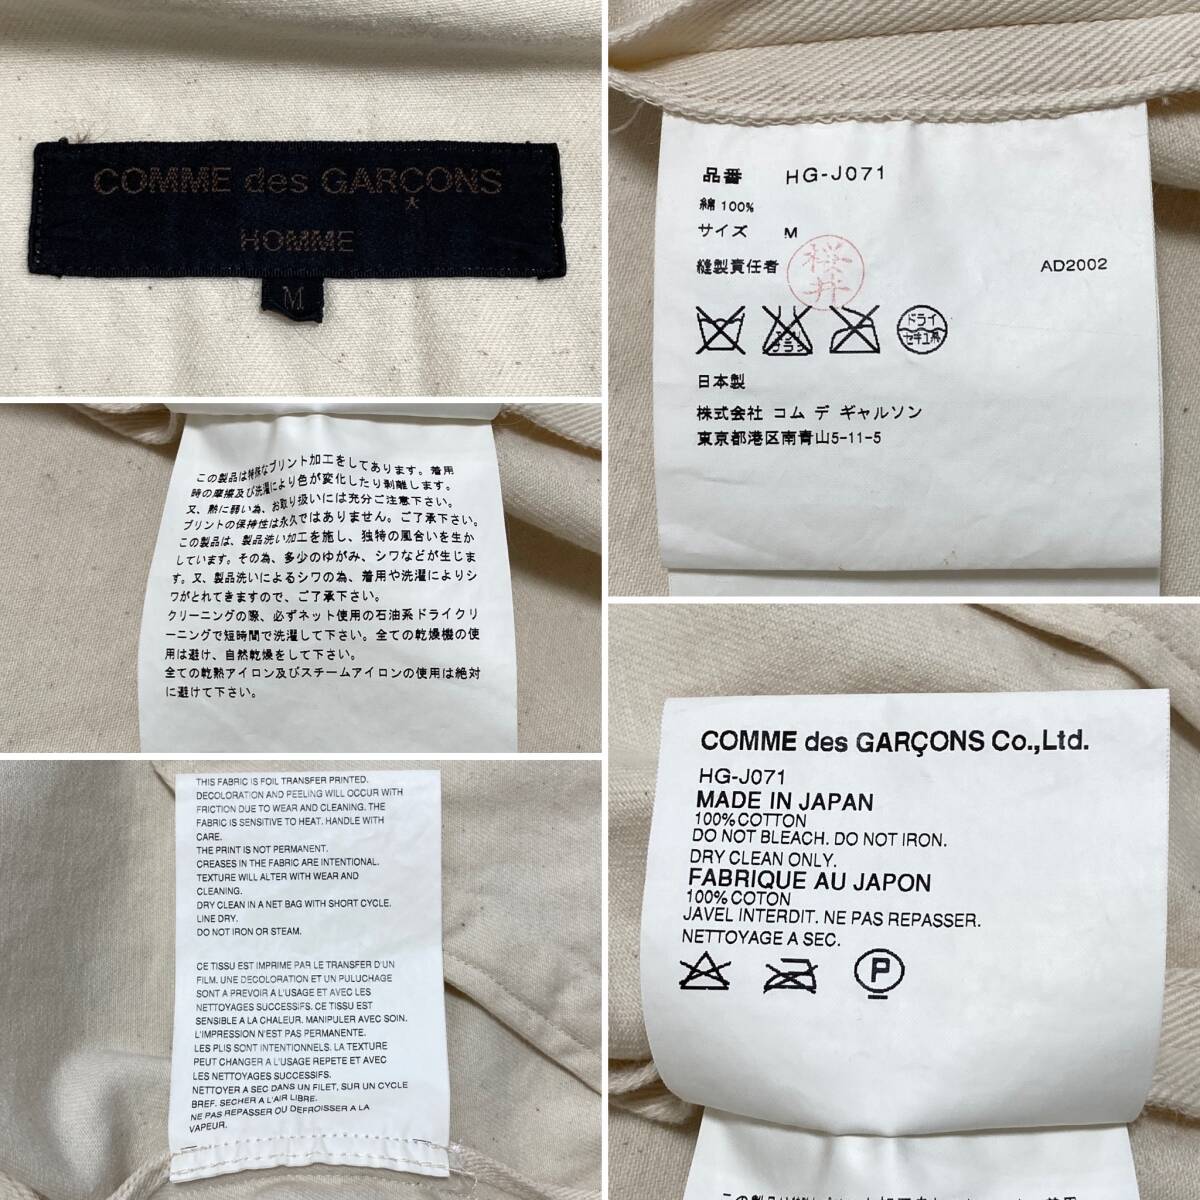 COMME des GARÇONS
*
HOMME
M
品番 HG-J071
綿 100%
サイズ M
縫製責任者 桜井
AD2002
エンソ
サラシ
ドライ
セキユ系
日本製
株式会社 コム デ ギャルソン
東京都港区南青山5-11-5
この製品は特殊なプリント加工をしてあります。着用
時の摩擦及び洗濯により色が変化したり剥離します。
又、熱に弱い為、お取り扱いには充分ご注意下さい。
プリントの保持性は永久ではありません。ご了承下さい。
この製品は、製品洗い加工を施し、独特の風合いを生か
しています。その為、多少のゆがみ、シワなどが生じま
す。又、製品洗いによるシワの為、着用や洗濯によりシ
ワがとれてきますので、ご了承下さい。
クリーニングの際、必ずネット使用の石油系ドライクリ
ーニングで短時間で洗濯して下さい。全ての乾燥機の使
用は避け、自然乾燥をして下さい。
全ての乾熱アイロン及びスチームアイロンの使用は絶対
に避けて下さい。
COMME des GARÇONS Co.,Ltd.
HG-J071
MADE IN JAPAN
100%COTTON
DO NOT BLEACH. DO NOT IRON.
DRY CLEAN ONLY.
FABRIQUE AU JAPON
100%COTON
JAVEL INTERDIT. NE PAS REPASSER.
NETTOYAGE A SEC.
P
THIS FABRIC IS FOIL TRANSFER PRINTED.
DECOLORATION AND PEELING WILL OCCUR WITH
FRICTION DUE TO WEAR AND CLEANING. THE
FABRIC IS SENSITIVE TO HEAT. HANDLE WITH
CARE.
THE PRINT IS NOT PERMANENT.
CREASES IN THE FABRIC ARE INTENTIONAL.
TEXTURE WILL ALTER WITH WEAR AND
CLEANING.
DRY CLEAN IN A NET BAG WITH SHORT CYCLE.
LINE DRY.
DO NOT IRON OR STEAM.
CE TISSU EST IMPRIME PAR LE TRANSFER D'UN
FILM. UNE DECOLORATION ET UN PULUCHAGE
SONT A PREVOIR A L'USAGE ET AVEC LES
NETTOYAGES SUCCESSIFS. CE TISSU EST
SENSIBLE A LA CHALEUR. MANIPULER AVEC SOIN.
L'IMPRESSION N'EST PAS PERMANENTE.
LES PLIS SONT INTENTIONNELS. LA TEXTURE
PEUT CHANGER A L'USAGE REPETE ET AVEC
LES NETTOYAGES SUCCESSIFS.
NETTOYER A SEC DANS UN FILET, SUR UN CYCLE
BREF. SECHER A L'AIR LIBRE.
NE PAS REPASSER OU DEFROISSER A LA
VAPEUR.